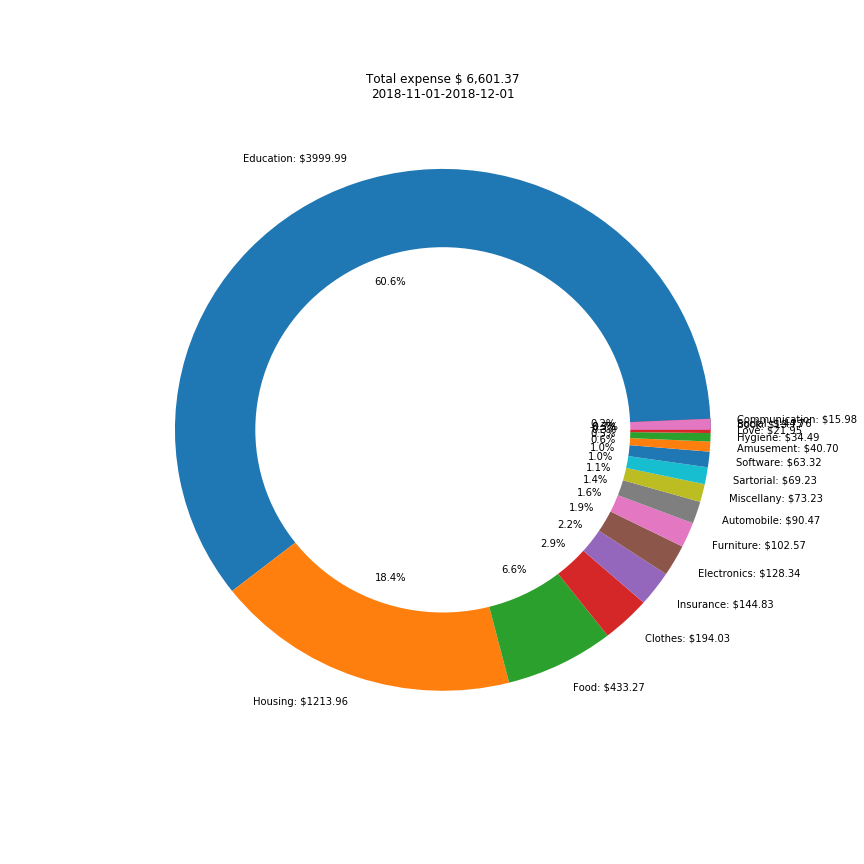 Total expense $ 6,601.37
2018-11-01-2018-12-01
Education: $3999.99
60.6%
Communication: $15.98
Love: $21.95
Hygiene: $34.49
0.6%
Amusement: $40.70
1.0%
Software: $63.32
1.0%
Sartorial: $69.23
1.1%
Miscellany: $73.23
1.4%
Automobile: $90.47
1.6%
Furniture: $102.57
1.9%
Electronics: $128.34
2.2%
Insurance: $144.83
2.9%
Clothes: $194.03
6.6%
Food: $433.27
18.4%
Housing: $1213.96